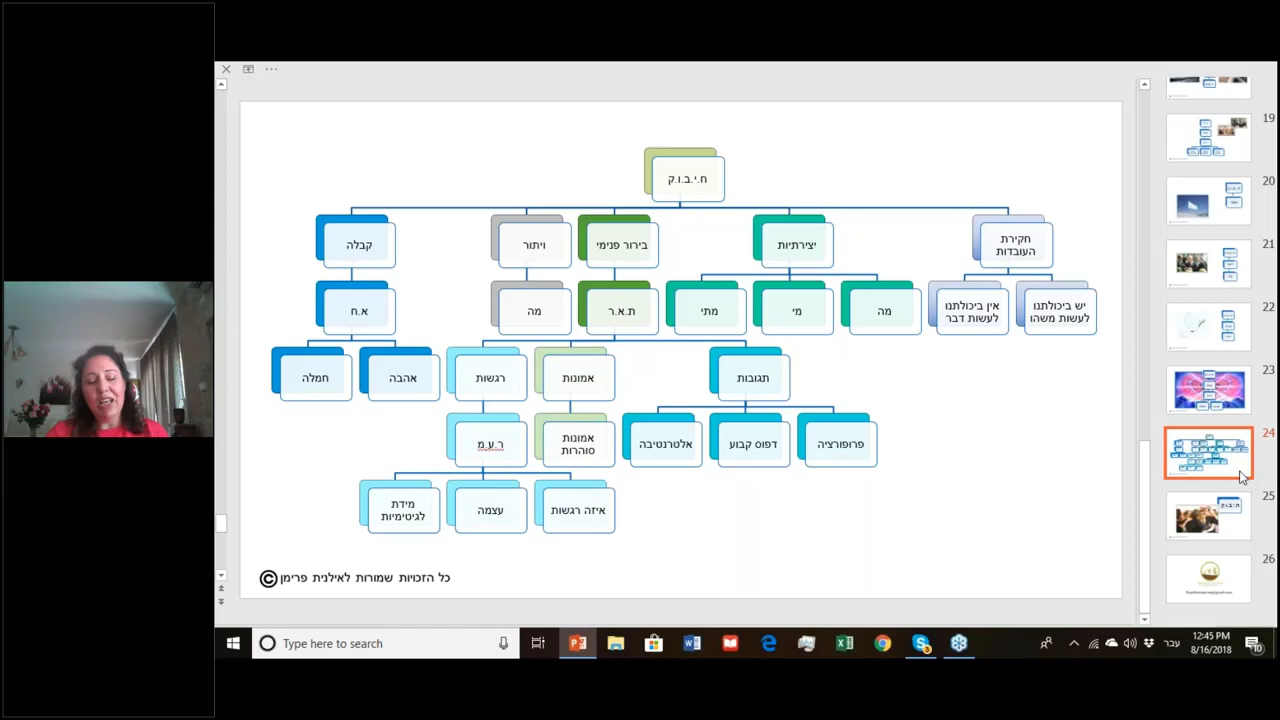 ח.י.ב.ו.ק
חקירת
העובדות
יצירתיות
בירור פנימי
ויתור
קבלה
יש ביכולתנו
לעשות משהו
אין ביכולתנו
לעשות דבר
מה
מי
מתי
ת.א.ר
מה
א.ח
תגובות
אמונות
רגשות
אהבה
חמלה
פרופורציה
דפוס קבוע
אלטרנטיבה
אמונות
סוהרות
ר.ע.מ
איזה רגשות
עצמה
מידת
לגיטימיות
כל הזכויות שמורות לאילנית פרימן ©
19
20
21
22
23
24
25
26
Type here to search
עבר
12:45 PM
8/16/2018
10